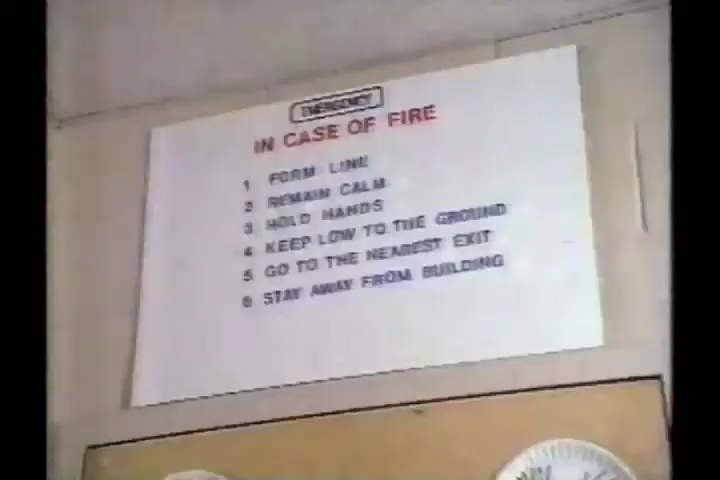 EMERGENCY
IN CASE OF FIRE
1 FORM LINE
2 REMAIN CALM
3 HOLD HANDS
4 KEEP LOW TO THE GROUND
5 GO TO THE NEAREST EXIT
6 STAY AWAY FROM BUILDING